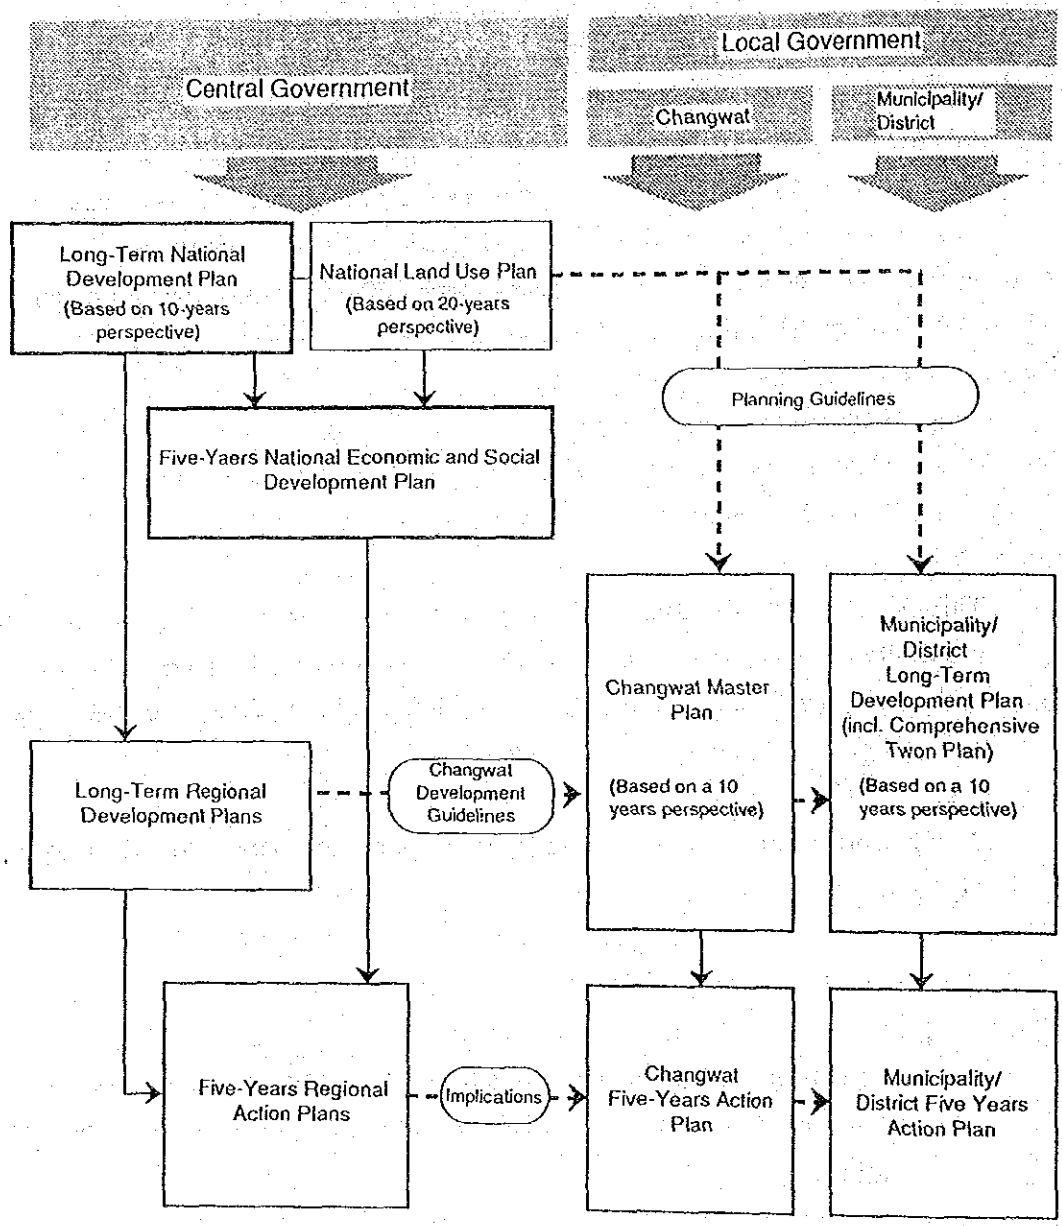 Central Government
Local Government
Changwat
Municipality/
District
Long-Term National
Development Plan
(Based on 10-years
perspective)
National Land Use Plan
(Based on 20-years
perspective)
Planning Guidelines
Five-Yaers National Economic and Social
Development Plan
Municipality/
District
Long-Term
Development Plan
(incl. Comprehensive
Twon Plan)
(Based on a 10
years perspective)
Changwat Master
Plan
(Based on a 10
years perspective)
Long-Term Regional
Development Plans
Changwat
Development
Guidelines
Five-Years Regional
Action Plans
Implications
Changwat
Five-Years Action
Plan
Municipality/
District Five Years
Action Plan